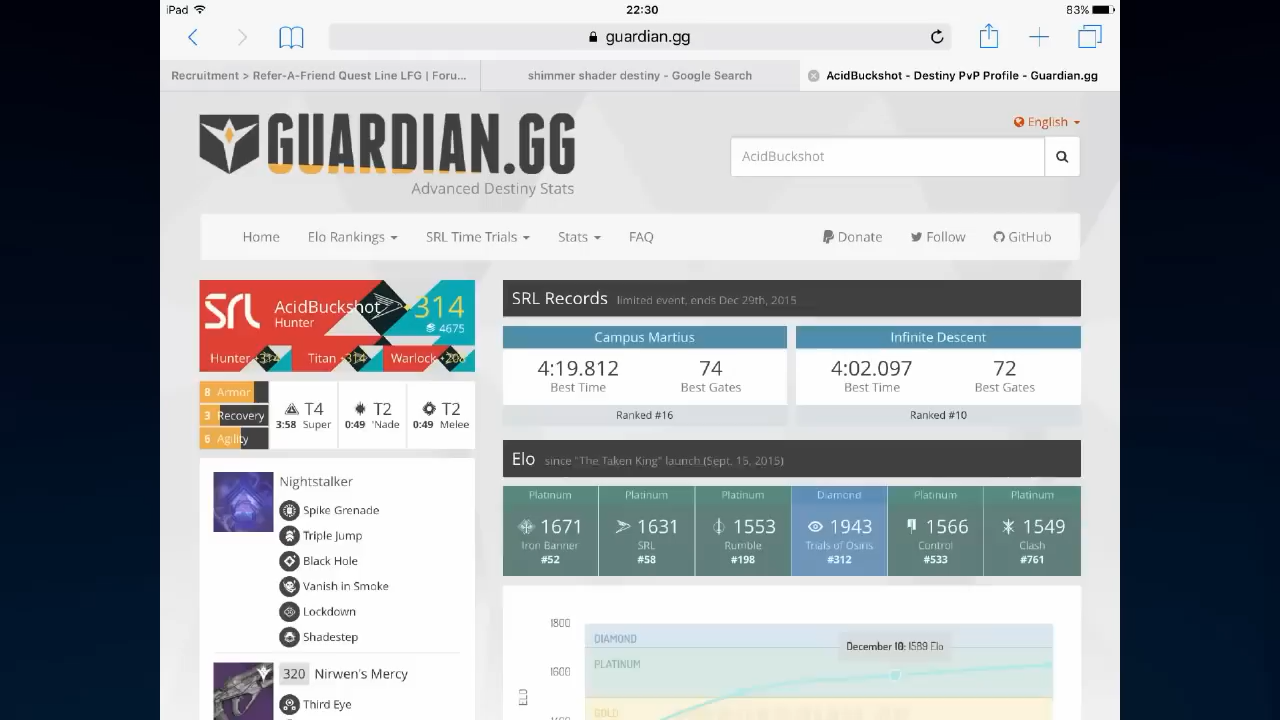 iPad 22:30 83%
guardian.gg
Recruitment > Refer-A-Friend Quest Line LFG | Foru...
shimmer shader destiny - Google Search
AcidBuckshot - Destiny PvP Profile - Guardian.gg
GUARDIAN.GG
Advanced Destiny Stats
English
AcidBuckshot
Home Elo Rankings SRL Time Trials Stats FAQ Donate Follow GitHub
SRL AcidBuckshot +314
Hunter 4675
Hunter +314 Titan +314 Warlock
8 Armor
3 Recovery
6 Agility
T4 T2 T2
3:58 Super 0:49 'Nade 0:49 Melee
Nightstalker
Spike Grenade
Triple Jump
Black Hole
Vanish in Smoke
Lockdown
Shadestep
320 Nirwen's Mercy
Third Eye
SRL Records limited event, ends Dec 29th, 2015
Campus Martius Infinite Descent
4:19.812 74 4:02.097 72
Best Time Best Gates Best Time Best Gates
Ranked #16 Ranked #10
Elo since "The Taken King" launch (Sept. 15, 2015)
Platinum Platinum Platinum Diamond Platinum Platinum
1671 1631 1553 1943 1566 1549
Iron Banner SRL Rumble Trials of Osiris Control Clash
#52 #58 #198 #312 #533 #761
1800
DIAMOND
December 10: 1589 Elo
PLATINUM
1600
ELO
GOLD